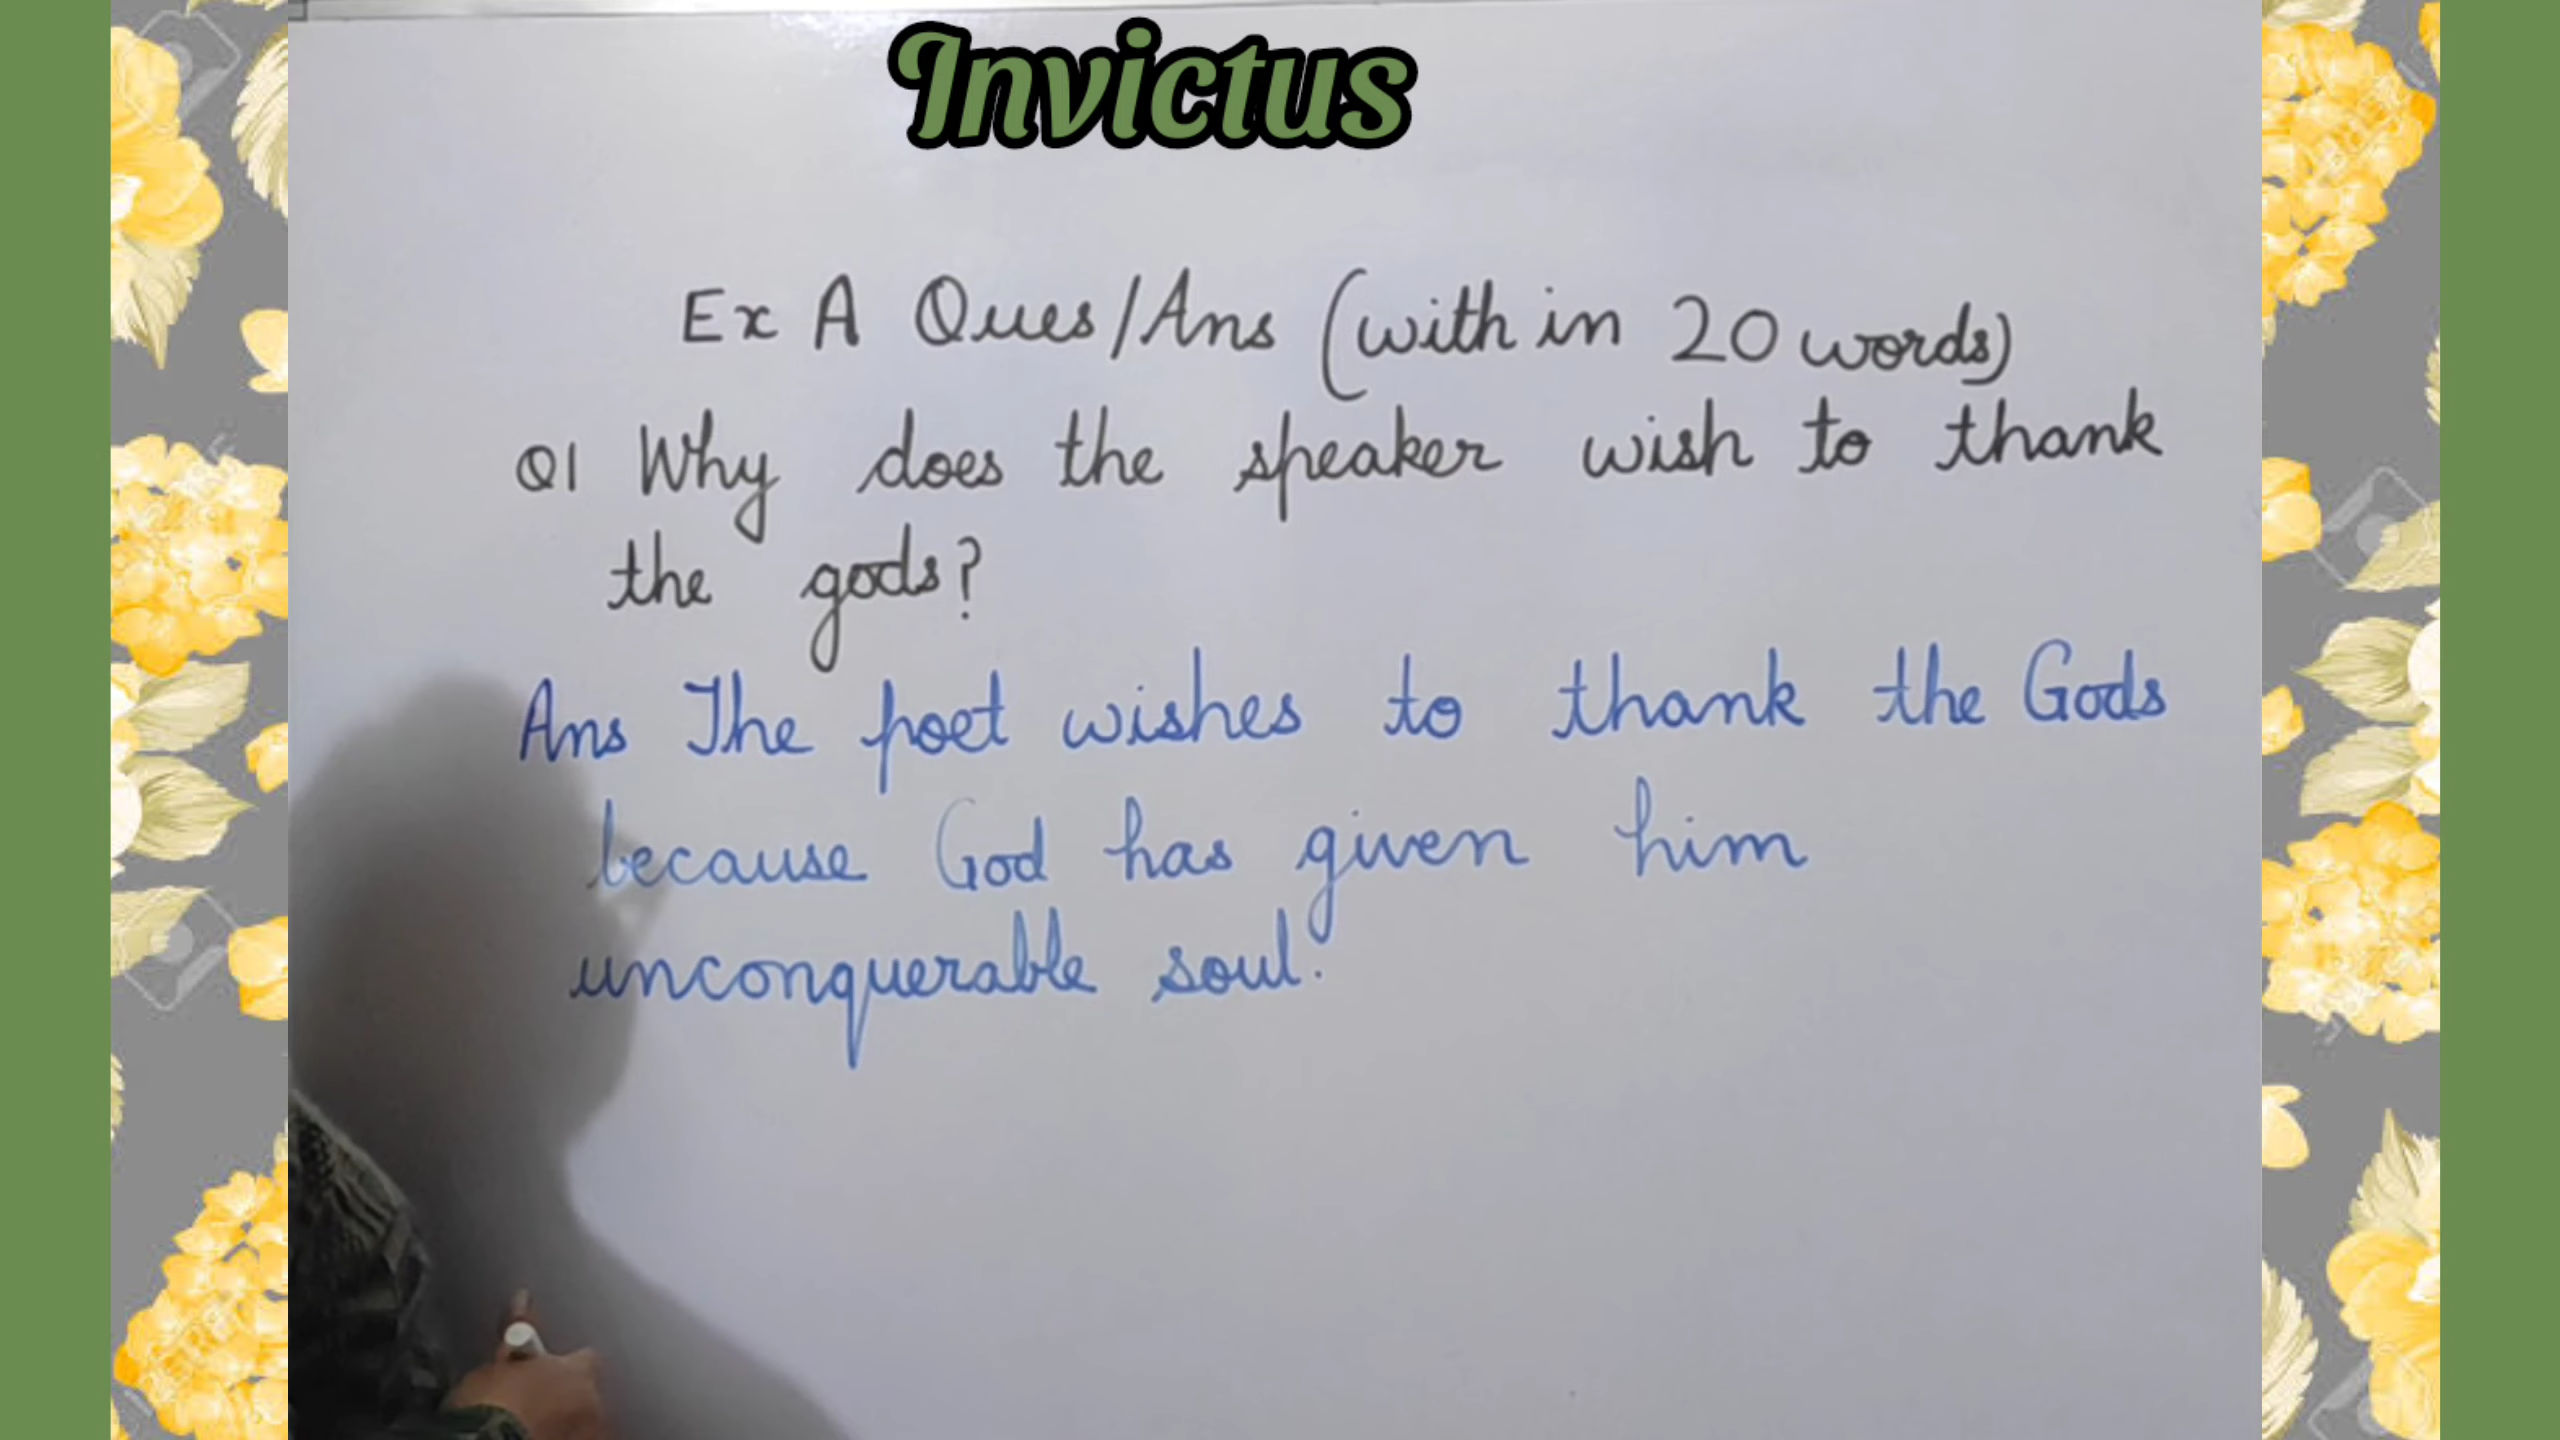 Invictus
Ex A Ques/Ans (with in 20 words)
Q1 Why does the speaker wish to thank
the gods?
Ans The poet wishes to thank the Gods
because God has given him
unconquerable soul.